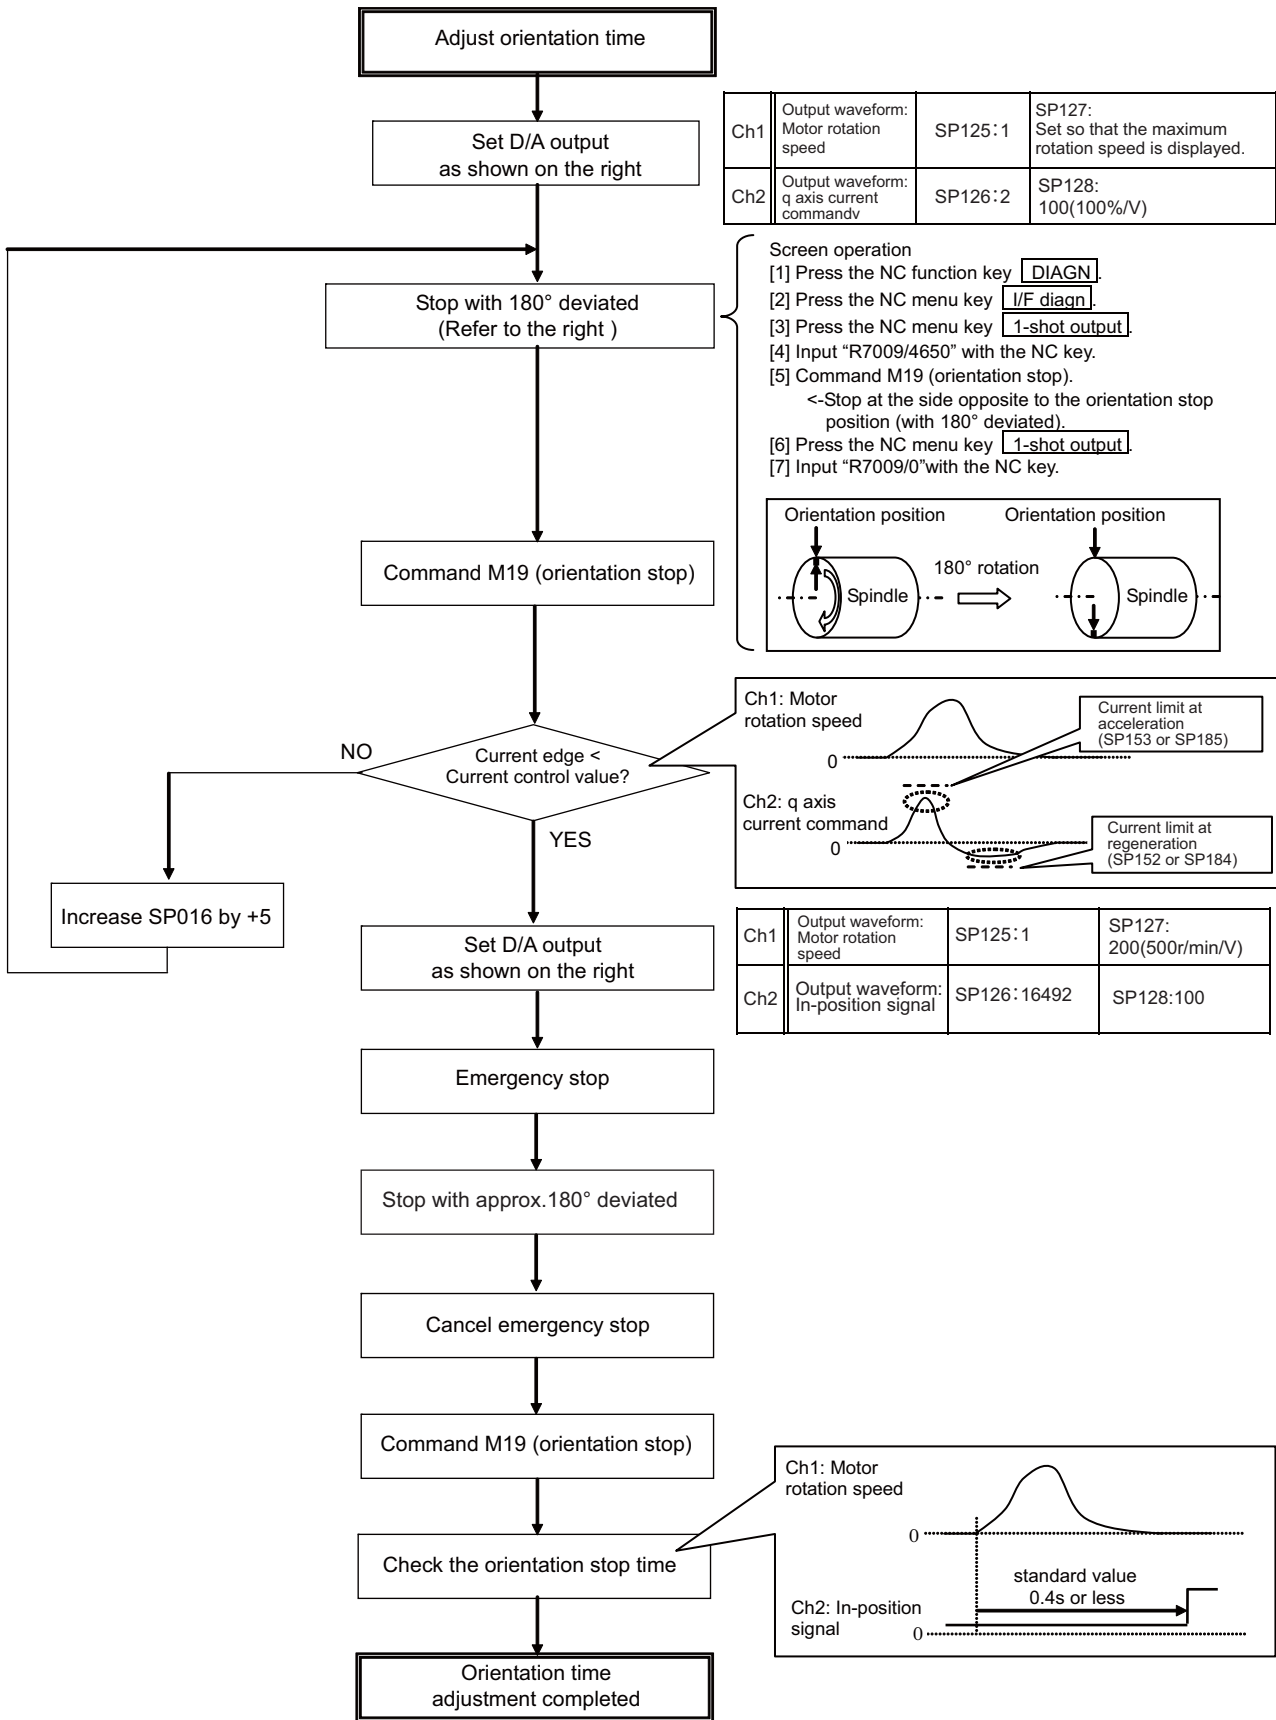 Adjust orientation time
Set D/A output
as shown on the right
Ch1
Output waveform:
Motor rotation
speed
SP125:1
SP127:
Set so that the maximum
rotation speed is displayed.
Ch2
Output waveform:
q axis current
commandv
SP126:2
SP128:
100(100%/V)
Stop with 180° deviated
(Refer to the right )
Screen operation
[1] Press the NC function key DIAGN.
[2] Press the NC menu key I/F diagn.
[3] Press the NC menu key 1-shot output.
[4] Input “R7009/4650” with the NC key.
[5] Command M19 (orientation stop).
<-Stop at the side opposite to the orientation stop
position (with 180° deviated).
[6] Press the NC menu key 1-shot output.
[7] Input “R7009/0”with the NC key.
Orientation position
Orientation position
180° rotation
Spindle
Spindle
Command M19 (orientation stop)
Current edge <
Current control value?
NO
YES
Ch1: Motor
rotation speed
0
Current limit at
acceleration
(SP153 or SP185)
Ch2: q axis
current command
0
Current limit at
regeneration
(SP152 or SP184)
Increase SP016 by +5
Set D/A output
as shown on the right
Ch1
Output waveform:
Motor rotation
speed
SP125:1
SP127:
200(500r/min/V)
Ch2
Output waveform:
In-position signal
SP126:16492
SP128:100
Emergency stop
Stop with approx.180° deviated
Cancel emergency stop
Command M19 (orientation stop)
Check the orientation stop time
Ch1: Motor
rotation speed
0
standard value
0.4s or less
Ch2: In-position
signal
0
Orientation time
adjustment completed